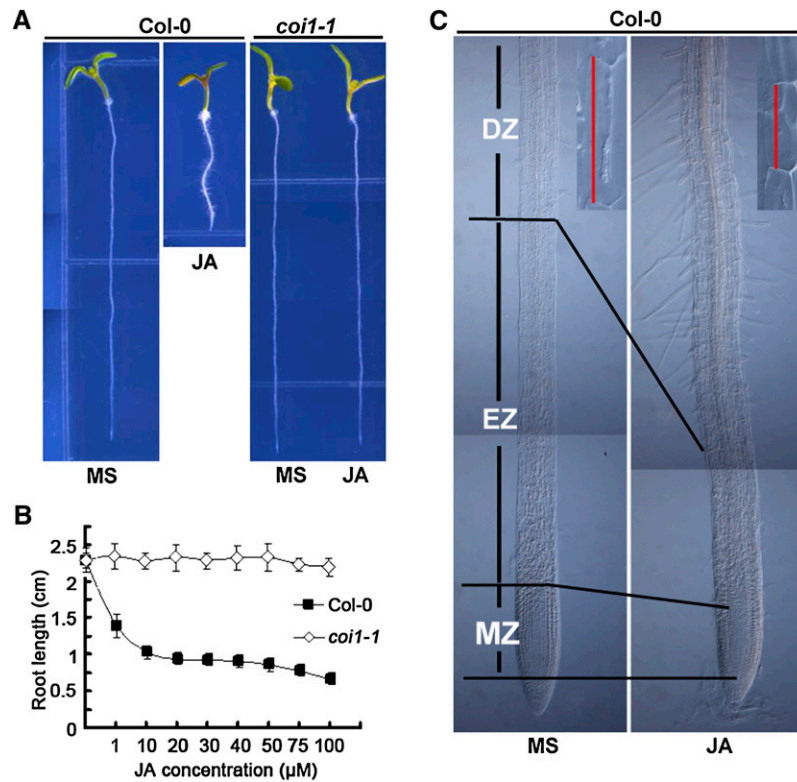 A
Col-0
coi1-1
MS
JA
MS
JA
B
Root length (cm)
2.5
2
1.5
1
0.5
0
Col-0
coi1-1
1 10 20 30 40 50 75 100
JA concentration (µM)
C
Col-0
DZ
EZ
MZ
MS
JA